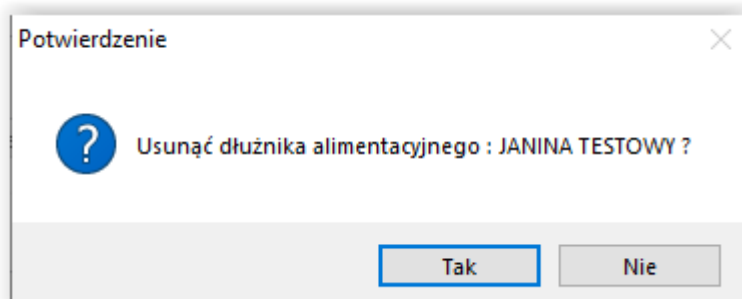 Potwierdzenie
Usunąć dłużnika alimentacyjnego : JANINA TESTOWY ?
Tak
Nie